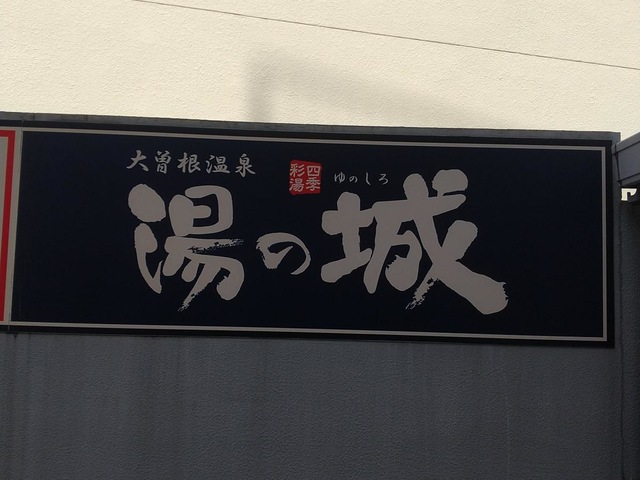 大曽根温泉
四季
彩湯
ゆのしろ
湯の城